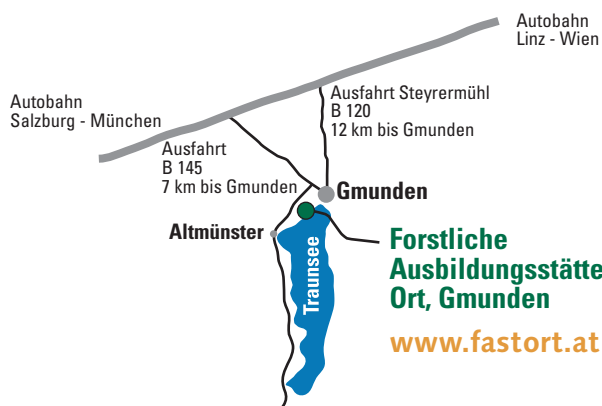 Autobahn
Linz - Wien
Autobahn
Salzburg - München
Ausfahrt Steyrermühl
B 120
12 km bis Gmunden
Ausfahrt
B 145
7 km bis Gmunden
Gmunden
Altmünster
Traunsee
Forstliche
Ausbildungsstätte
Ort, Gmunden
www.fastort.at